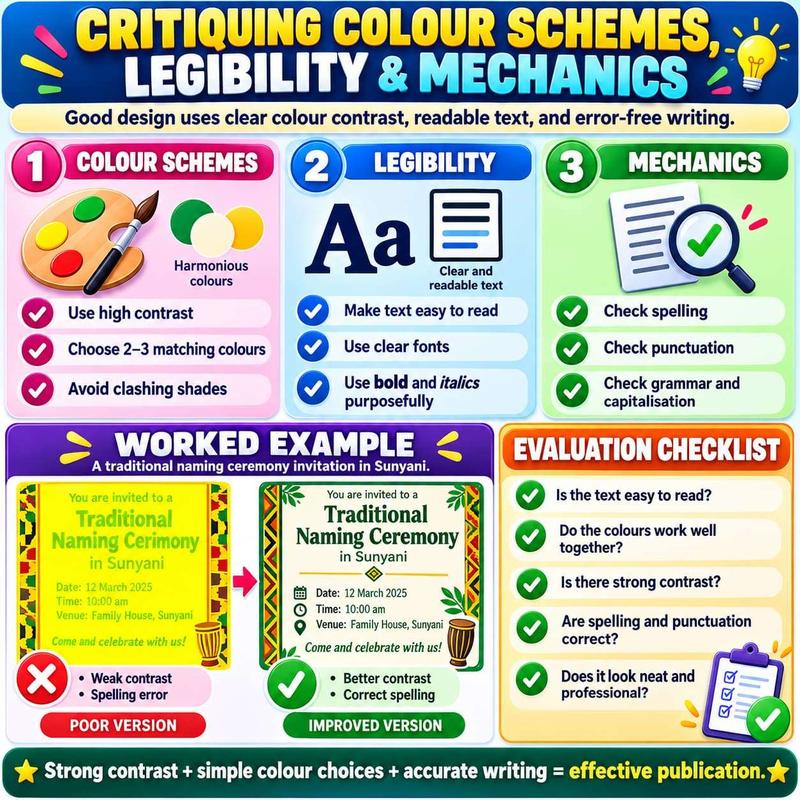 CRITIQUING COLOUR SCHEMES,
LEGIBILITY & MECHANICS
Good design uses clear colour contrast, readable text, and error-free writing.
1 COLOUR SCHEMES
Harmonious
colours
Use high contrast
Choose 2–3 matching colours
Avoid clashing shades
2 LEGIBILITY
Aa
Clear and
readable text
Make text easy to read
Use clear fonts
Use bold and italics
purposefully
3 MECHANICS
Check spelling
Check punctuation
Check grammar and
capitalisation
WORKED EXAMPLE
A traditional naming ceremony invitation in Sunyani.
You are invited to a
Traditional
Naming Cerimony
in Sunyani
Date: 12 March 2025
Time: 10:00 am
Venue: Family House, Sunyani
Come and celebrate with us!
Weak contrast
Spelling error
POOR VERSION
You are invited to a
Traditional
Naming Ceremony
in Sunyani
Date: 12 March 2025
Time: 10:00 am
Venue: Family House, Sunyani
Come and celebrate with us!
Better contrast
Correct spelling
IMPROVED VERSION
EVALUATION CHECKLIST
Is the text easy to read?
Do the colours work well
together?
Is there strong contrast?
Are spelling and punctuation
correct?
Does it look neat and
professional?
Strong contrast + simple colour choices + accurate writing = effective publication.